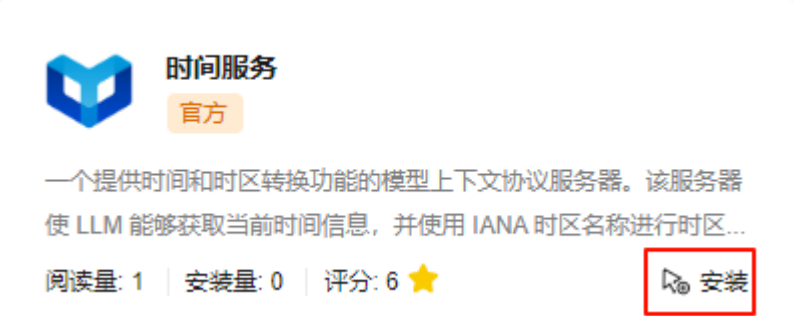 时间服务
官方
一个提供时间和时区转换功能的模型上下文协议服务器。该服务器
使 LLM 能够获取当前时间信息，并使用 IANA 时区名称进行时区...
阅读量: 1 安装量: 0 评分: 6 安装